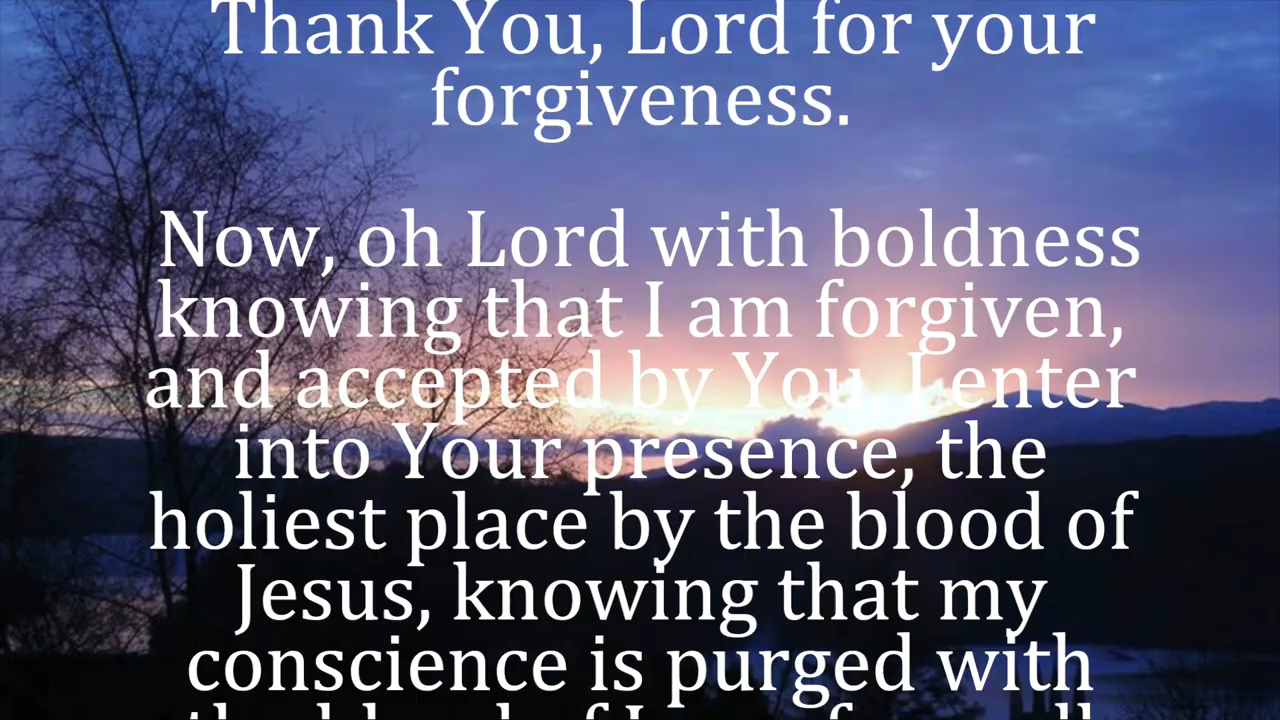 Thank You, Lord for your
forgiveness.
Now, oh Lord with boldness
knowing that I am forgiven,
and accepted by You, I enter
into Your presence, the
holiest place by the blood of
Jesus, knowing that my
conscience is purged with